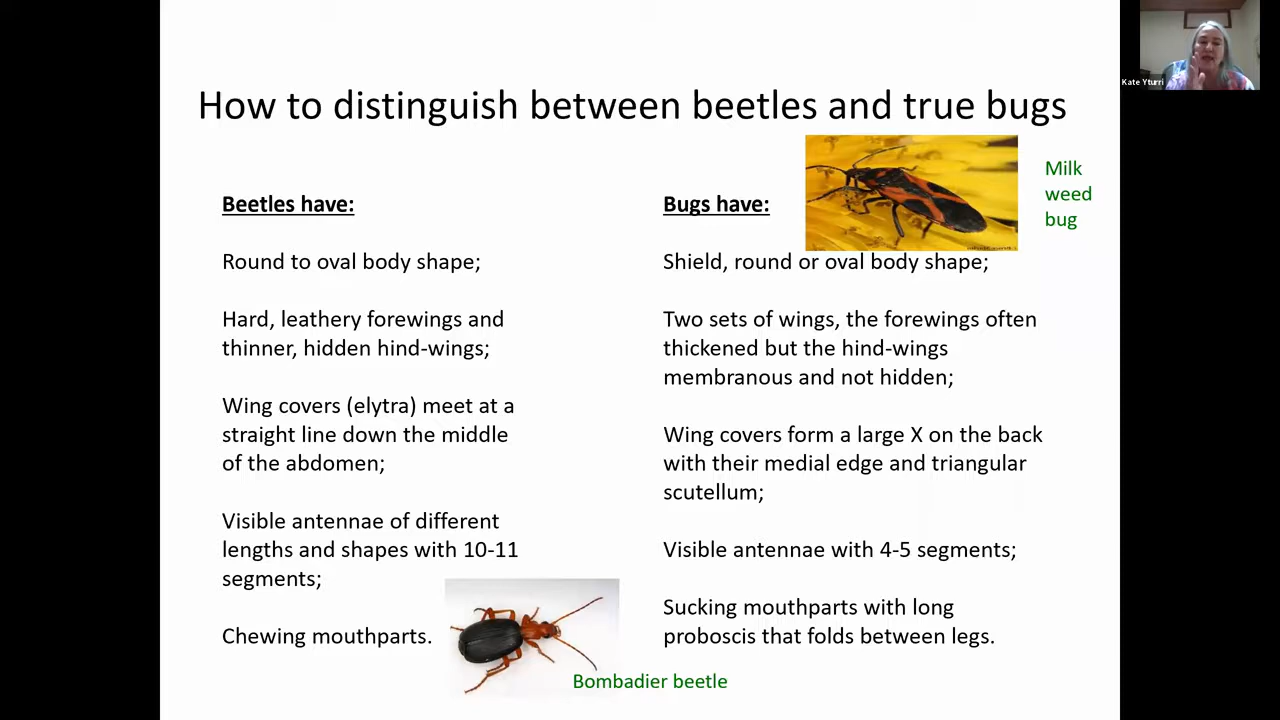 Kate Yturri
How to distinguish between beetles and true bugs
Milk
weed
bug
Beetles have:
Round to oval body shape;
Hard, leathery forewings and
thinner, hidden hind-wings;
Wing covers (elytra) meet at a
straight line down the middle
of the abdomen;
Visible antennae of different
lengths and shapes with 10-11
segments;
Chewing mouthparts.
Bombadier beetle
Bugs have:
Shield, round or oval body shape;
Two sets of wings, the forewings often
thickened but the hind-wings
membranous and not hidden;
Wing covers form a large X on the back
with their medial edge and triangular
scutellum;
Visible antennae with 4-5 segments;
Sucking mouthparts with long
proboscis that folds between legs.